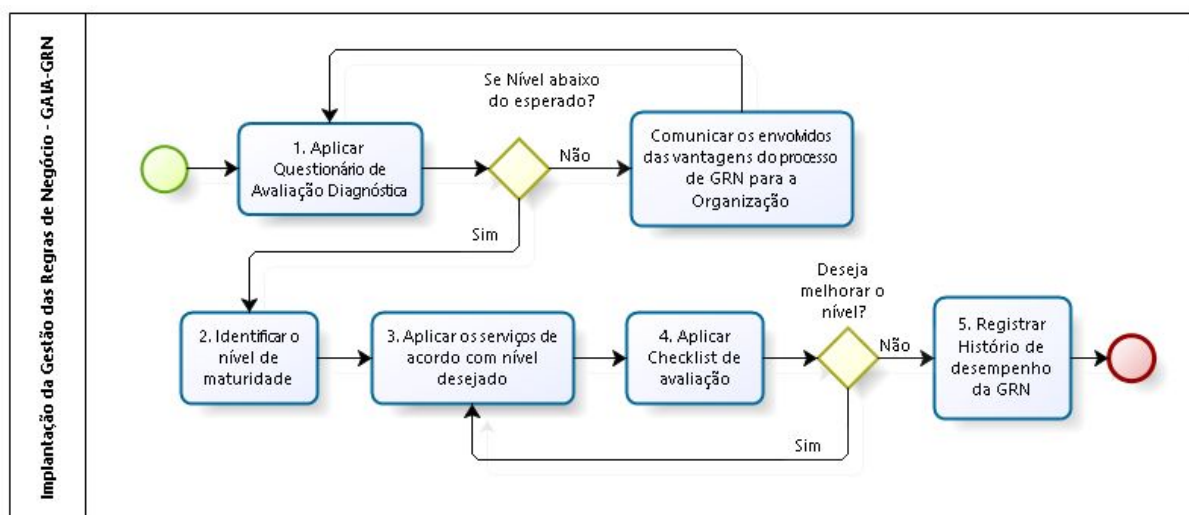 Implantação da Gestão das Regras de Negócio - GAIA-GRN
Se Nível abaixo
do esperado?
1. Aplicar
Questionário de
Avaliação Diagnóstica
Não
Comunicar os envolvidos
das vantagens do processo
de GRN para a
Organização
Sim
2. Identificar o
nível de
maturidade
3. Aplicar os serviços de
acordo com nível
desejado
4. Aplicar
Checklist de
avaliação
Deseja
melhorar o
nível?
Não
5. Registrar
Histório de
desempenho
da GRN
Sim